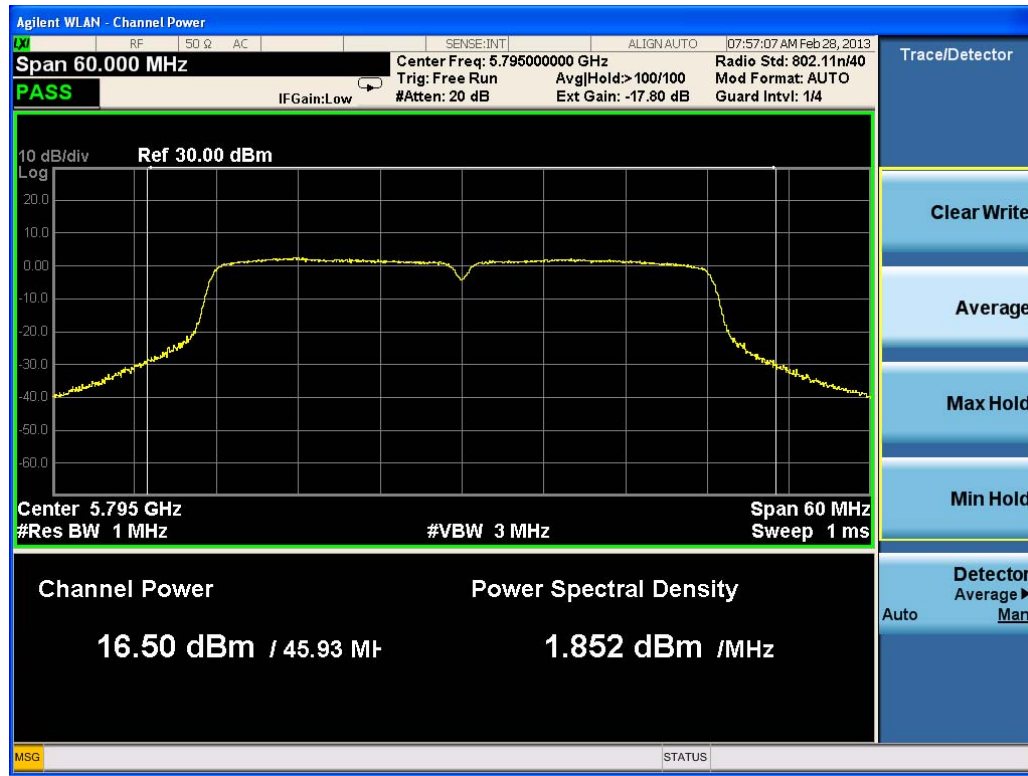 Agilent WLAN - Channel Power
LXI RF 50 Ω AC SENSE:INT ALIGN AUTO 07:57:07 AM Feb 28, 2013
Span 60.000 MHz
PASS
IFGain:Low
Center Freq: 5.795000000 GHz
Trig: Free Run Avg|Hold:>100/100
#Atten: 20 dB Ext Gain: -17.80 dB
Radio Std: 802.11n/40
Mod Format: AUTO
Guard Intvl: 1/4
10 dB/div Ref 30.00 dBm
Log
20.0
10.0
0.00
-10.0
-20.0
-30.0
-40.0
-50.0
-60.0
Center 5.795 GHz Span 60 MHz
#Res BW 1 MHz #VBW 3 MHz Sweep 1 ms
Channel Power Power Spectral Density
16.50 dBm / 45.93 MH 1.852 dBm /MHz
MSG STATUS
Trace/Detector
Clear Write
Average
Max Hold
Min Hold
Detector
Average
Auto Man